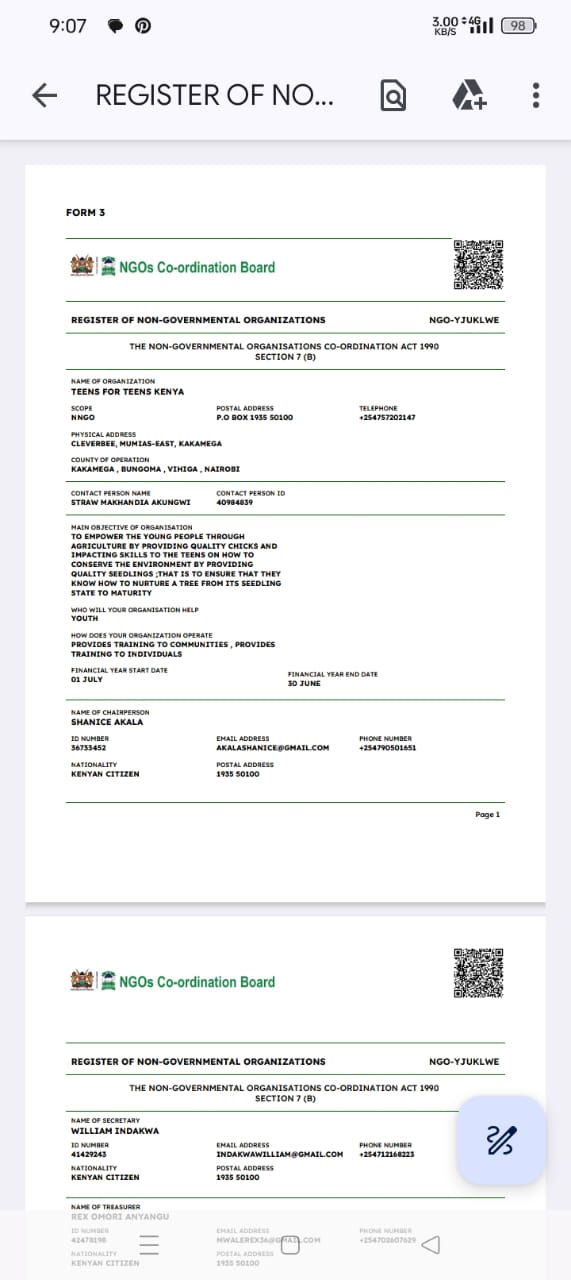 9:07
3.00 KB/S 4G 98
REGISTER OF NO...
FORM 3
NGOs Co-ordination Board
REGISTER OF NON-GOVERNMENTAL ORGANIZATIONS NGO-YJUKLWE
THE NON-GOVERNMENTAL ORGANISATIONS CO-ORDINATION ACT 1990
SECTION 7 (B)
NAME OF ORGANIZATION
TEENS FOR TEENS KENYA
SCOPE POSTAL ADDRESS TELEPHONE
NNGO P.O BOX 1935 50100 +254757202147
PHYSICAL ADDRESS
CLEVERBEE, MUMIAS-EAST, KAKAMEGA
COUNTY OF OPERATION
KAKAMEGA , BUNGOMA , VIHIGA , NAIROBI
CONTACT PERSON NAME CONTACT PERSON ID
STRAW MAKHANDIA AKUNGWI 40984839
MAIN OBJECTIVE OF ORGANISATION
TO EMPOWER THE YOUNG PEOPLE THROUGH
AGRICULTURE BY PROVIDING QUALITY CHICKS AND
IMPACTING SKILLS TO THE TEENS ON HOW TO
CONSERVE THE ENVIRONMENT BY PROVIDING
QUALITY SEEDLINGS ;THAT IS TO ENSURE THAT THEY
KNOW HOW TO NURTURE A TREE FROM ITS SEEDLING
STATE TO MATURITY
WHO WILL YOUR ORGANISATION HELP
YOUTH
HOW DOES YOUR ORGANIZATION OPERATE
PROVIDES TRAINING TO COMMUNITIES , PROVIDES
TRAINING TO INDIVIDUALS
FINANCIAL YEAR START DATE FINANCIAL YEAR END DATE
01 JULY 30 JUNE
NAME OF CHAIRPERSON
SHANICE AKALA
ID NUMBER EMAIL ADDRESS PHONE NUMBER
36733452 AKALASHANICE@GMAIL.COM +254790501651
NATIONALITY POSTAL ADDRESS
KENYAN CITIZEN 1935 50100
Page 1
NGOs Co-ordination Board
REGISTER OF NON-GOVERNMENTAL ORGANIZATIONS NGO-YJUKLWE
THE NON-GOVERNMENTAL ORGANISATIONS CO-ORDINATION ACT 1990
SECTION 7 (B)
NAME OF SECRETARY
WILLIAM INDAKWA
ID NUMBER EMAIL ADDRESS PHONE NUMBER
41429243 INDAKWAWILLIAM@GMAIL.COM +254712168223
NATIONALITY POSTAL ADDRESS
KENYAN CITIZEN 1935 50100
NAME OF TREASURER
REX OMORI ANYANGU
ID NUMBER EMAIL ADDRESS PHONE NUMBER
42478198 MWALEREX36@GMAIL.COM +254702607629
NATIONALITY POSTAL ADDRESS
KENYAN CITIZEN 1935 50100